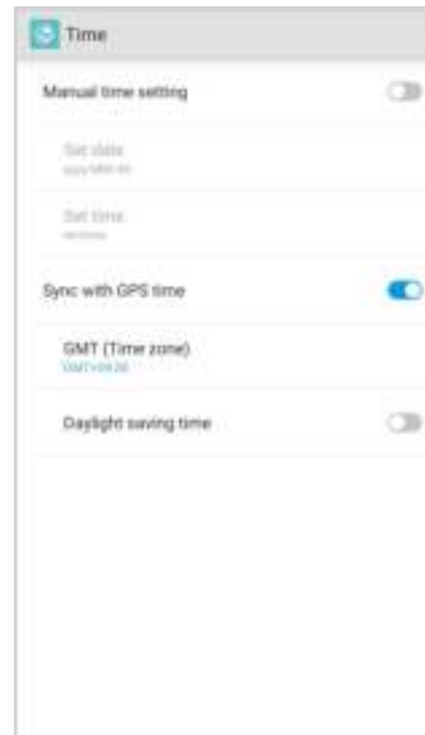 Time
Manual time setting
Set date
Set time
Sync with GPS time
GMT (Time zone)
Daylight saving time